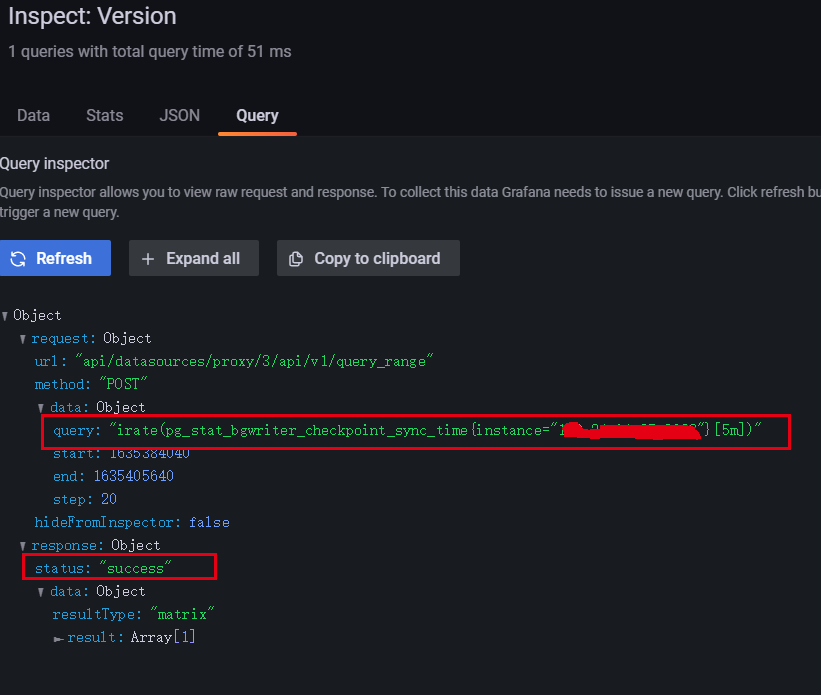 Inspect: Version
1 queries with total query time of 51 ms
Data Stats JSON Query
Query inspector
Query inspector allows you to view raw request and response. To collect this data Grafana needs to issue a new query. Click refresh bu
trigger a new query.
Refresh + Expand all Copy to clipboard
Object
request: Object
url: "api/datasources/proxy/3/api/v1/query_range"
method: "POST"
data: Object
query: "irate(pg_stat_bgwriter_checkpoint_sync_time{instance="1 "}[5m])"
start: 1635384040
end: 1635405640
step: 20
hideFromInspector: false
response: Object
status: "success"
data: Object
resultType: "matrix"
result: Array[1]